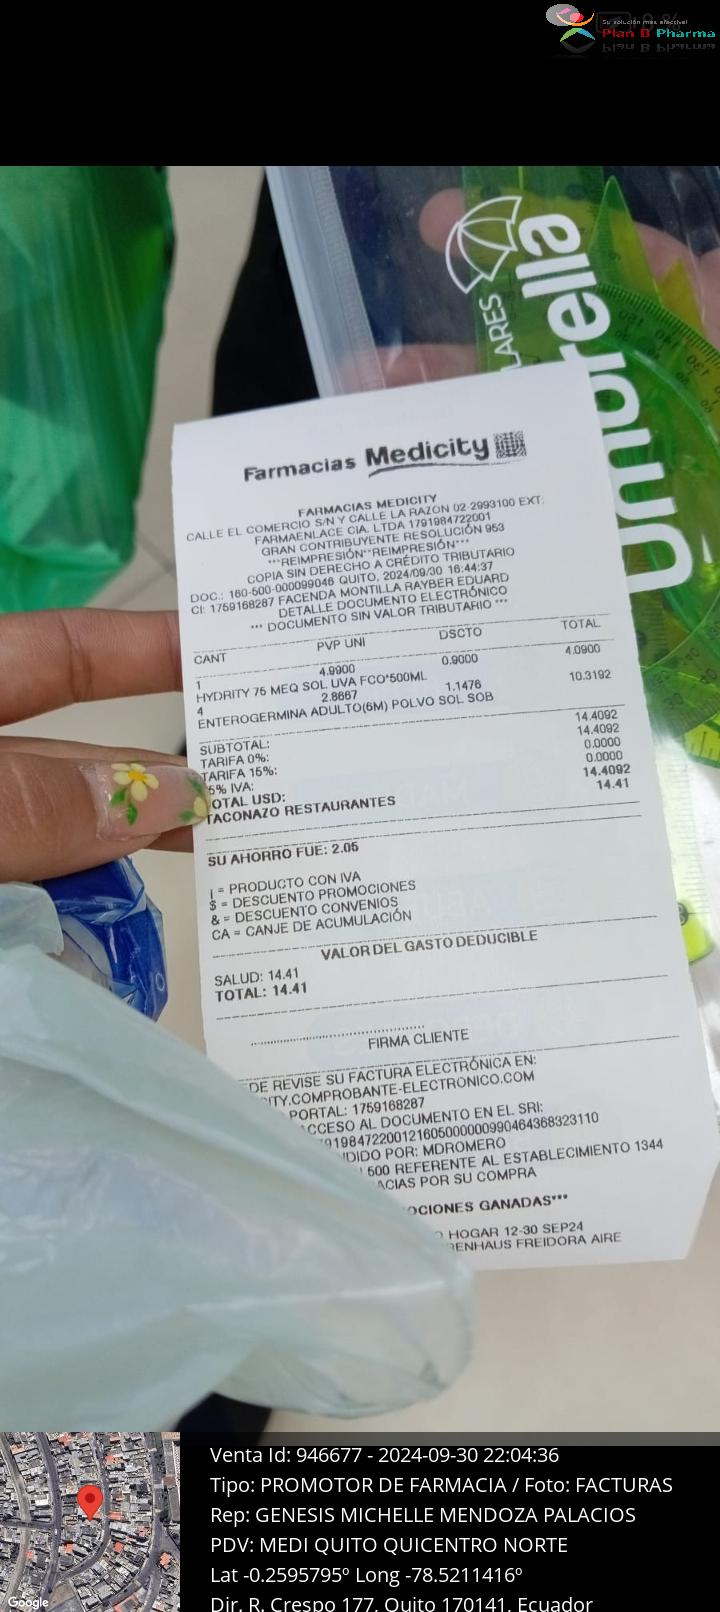 Su solución más efectiva!
Plan B Pharma
LARES
Umbrella
Farmacias Medicity
FARMACIAS MEDICITY
CALLE EL COMERCIO S/N Y CALLE LA RAZON 02-2993100 EXT:
FARMAENLACE CIA. LTDA 1791984722001
GRAN CONTRIBUYENTE RESOLUCIÓN 953
***REIMPRESIÓN**REIMPRESIÓN***
COPIA SIN DERECHO A CRÉDITO TRIBUTARIO
DOC.: 160-500-000099046 QUITO, 2024/09/30 16:44:37
CI: 1759168287 FACENDA MONTILLA RAYBER EDUARD
DETALLE DOCUMENTO ELECTRÓNICO
*** DOCUMENTO SIN VALOR TRIBUTARIO ***
CANT PVP UNI DSCTO TOTAL
1 4.9900 0.9000 4.0900
HYDRITY 75 MEQ SOL UVA FCO*500ML
4 2.8667 1.1476 10.3192
ENTEROGERMINA ADULTO(6M) POLVO SOL SOB
SUBTOTAL: 14.4092
TARIFA 0%: 14.4092
TARIFA 15%: 0.0000
5% IVA: 0.0000
OTAL USD: 14.4092
TACONAZO RESTAURANTES 14.41
SU AHORRO FUE: 2.05
| = PRODUCTO CON IVA
$ = DESCUENTO PROMOCIONES
& = DESCUENTO CONVENIOS
CA = CANJE DE ACUMULACIÓN
VALOR DEL GASTO DEDUCIBLE
SALUD: 14.41
TOTAL: 14.41
FIRMA CLIENTE
DE REVISE SU FACTURA ELECTRÓNICA EN:
ITY.COMPROBANTE-ELECTRONICO.COM
PORTAL: 1759168287
CCESO AL DOCUMENTO EN EL SRI:
91984722001216050000000990464368323110
NDIDO POR: MDROMERO
500 REFERENTE AL ESTABLECIMIENTO 1344
ACIAS POR SU COMPRA
OCIONES GANADAS***
HOGAR 12-30 SEP24
RENHAUS FREIDORA AIRE
Venta Id: 946677 - 2024-09-30 22:04:36
Tipo: PROMOTOR DE FARMACIA / Foto: FACTURAS
Rep: GENESIS MICHELLE MENDOZA PALACIOS
PDV: MEDI QUITO QUICENTRO NORTE
Lat -0.2595795º Long -78.5211416º
Dir. R. Crespo 177, Quito 170141, Ecuador
Google